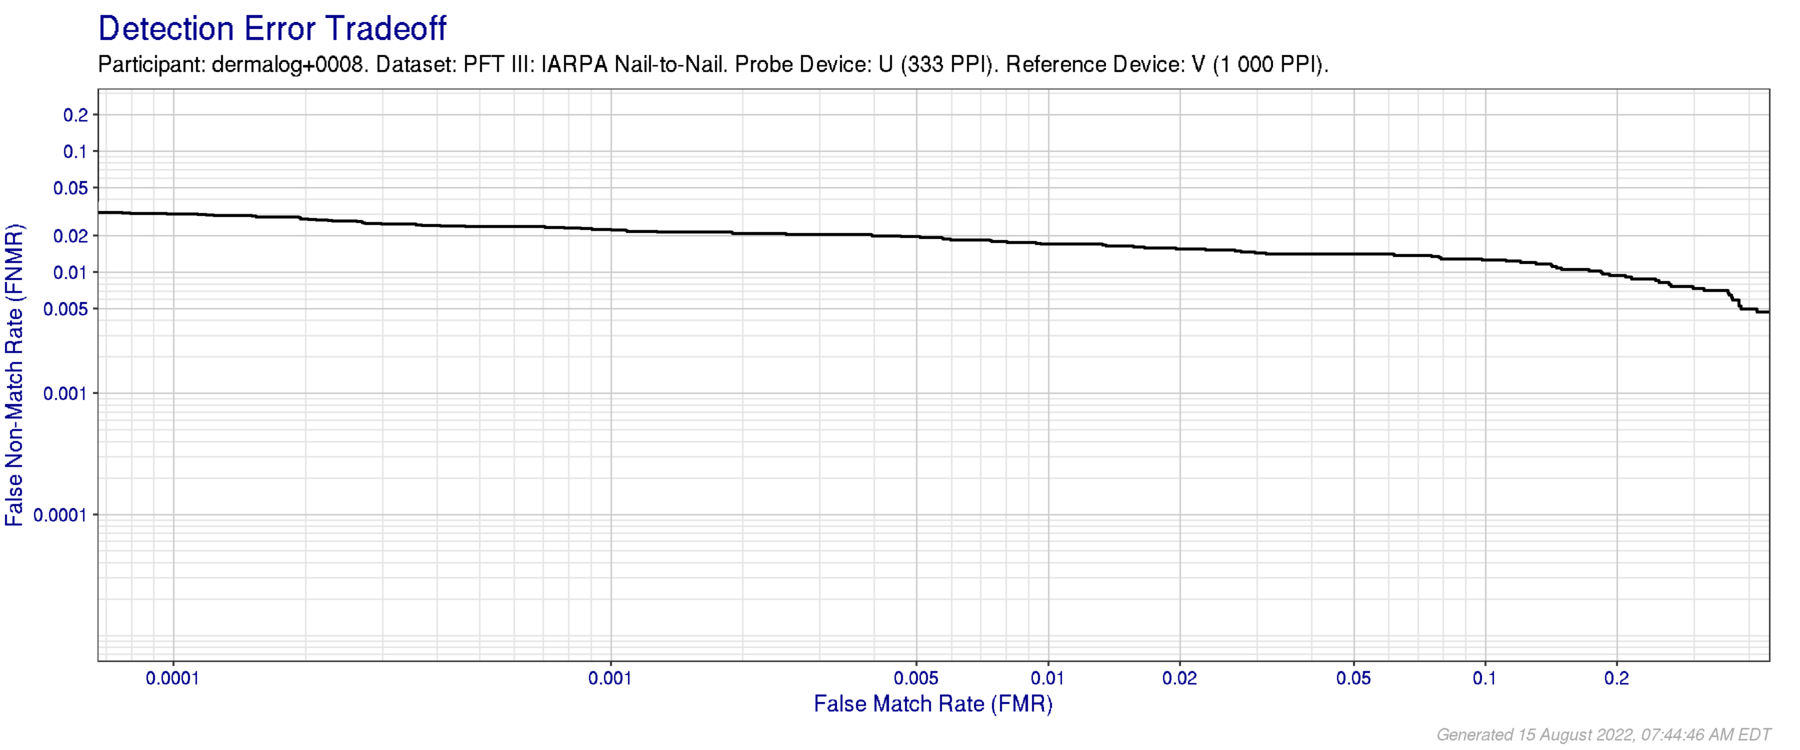 Detection Error Tradeoff
Participant: dermalog+0008. Dataset: PFT III: IARPA Nail-to-Nail. Probe Device: U (333 PPI). Reference Device: V (1 000 PPI).
False Non-Match Rate (FNMR)
0.2
0.1
0.05
0.02
0.01
0.005
0.001
0.0001
0.0001 0.001 0.005 0.01 0.02 0.05 0.1 0.2
False Match Rate (FMR)
Generated 15 August 2022, 07:44:46 AM EDT